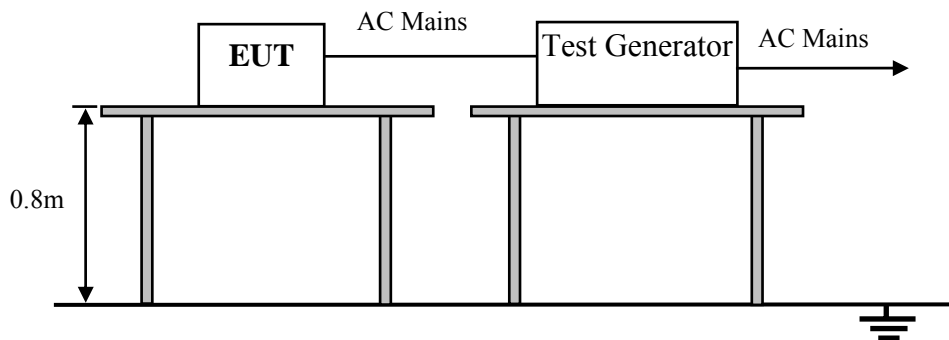 AC Mains
EUT
Test Generator
AC Mains
0.8m